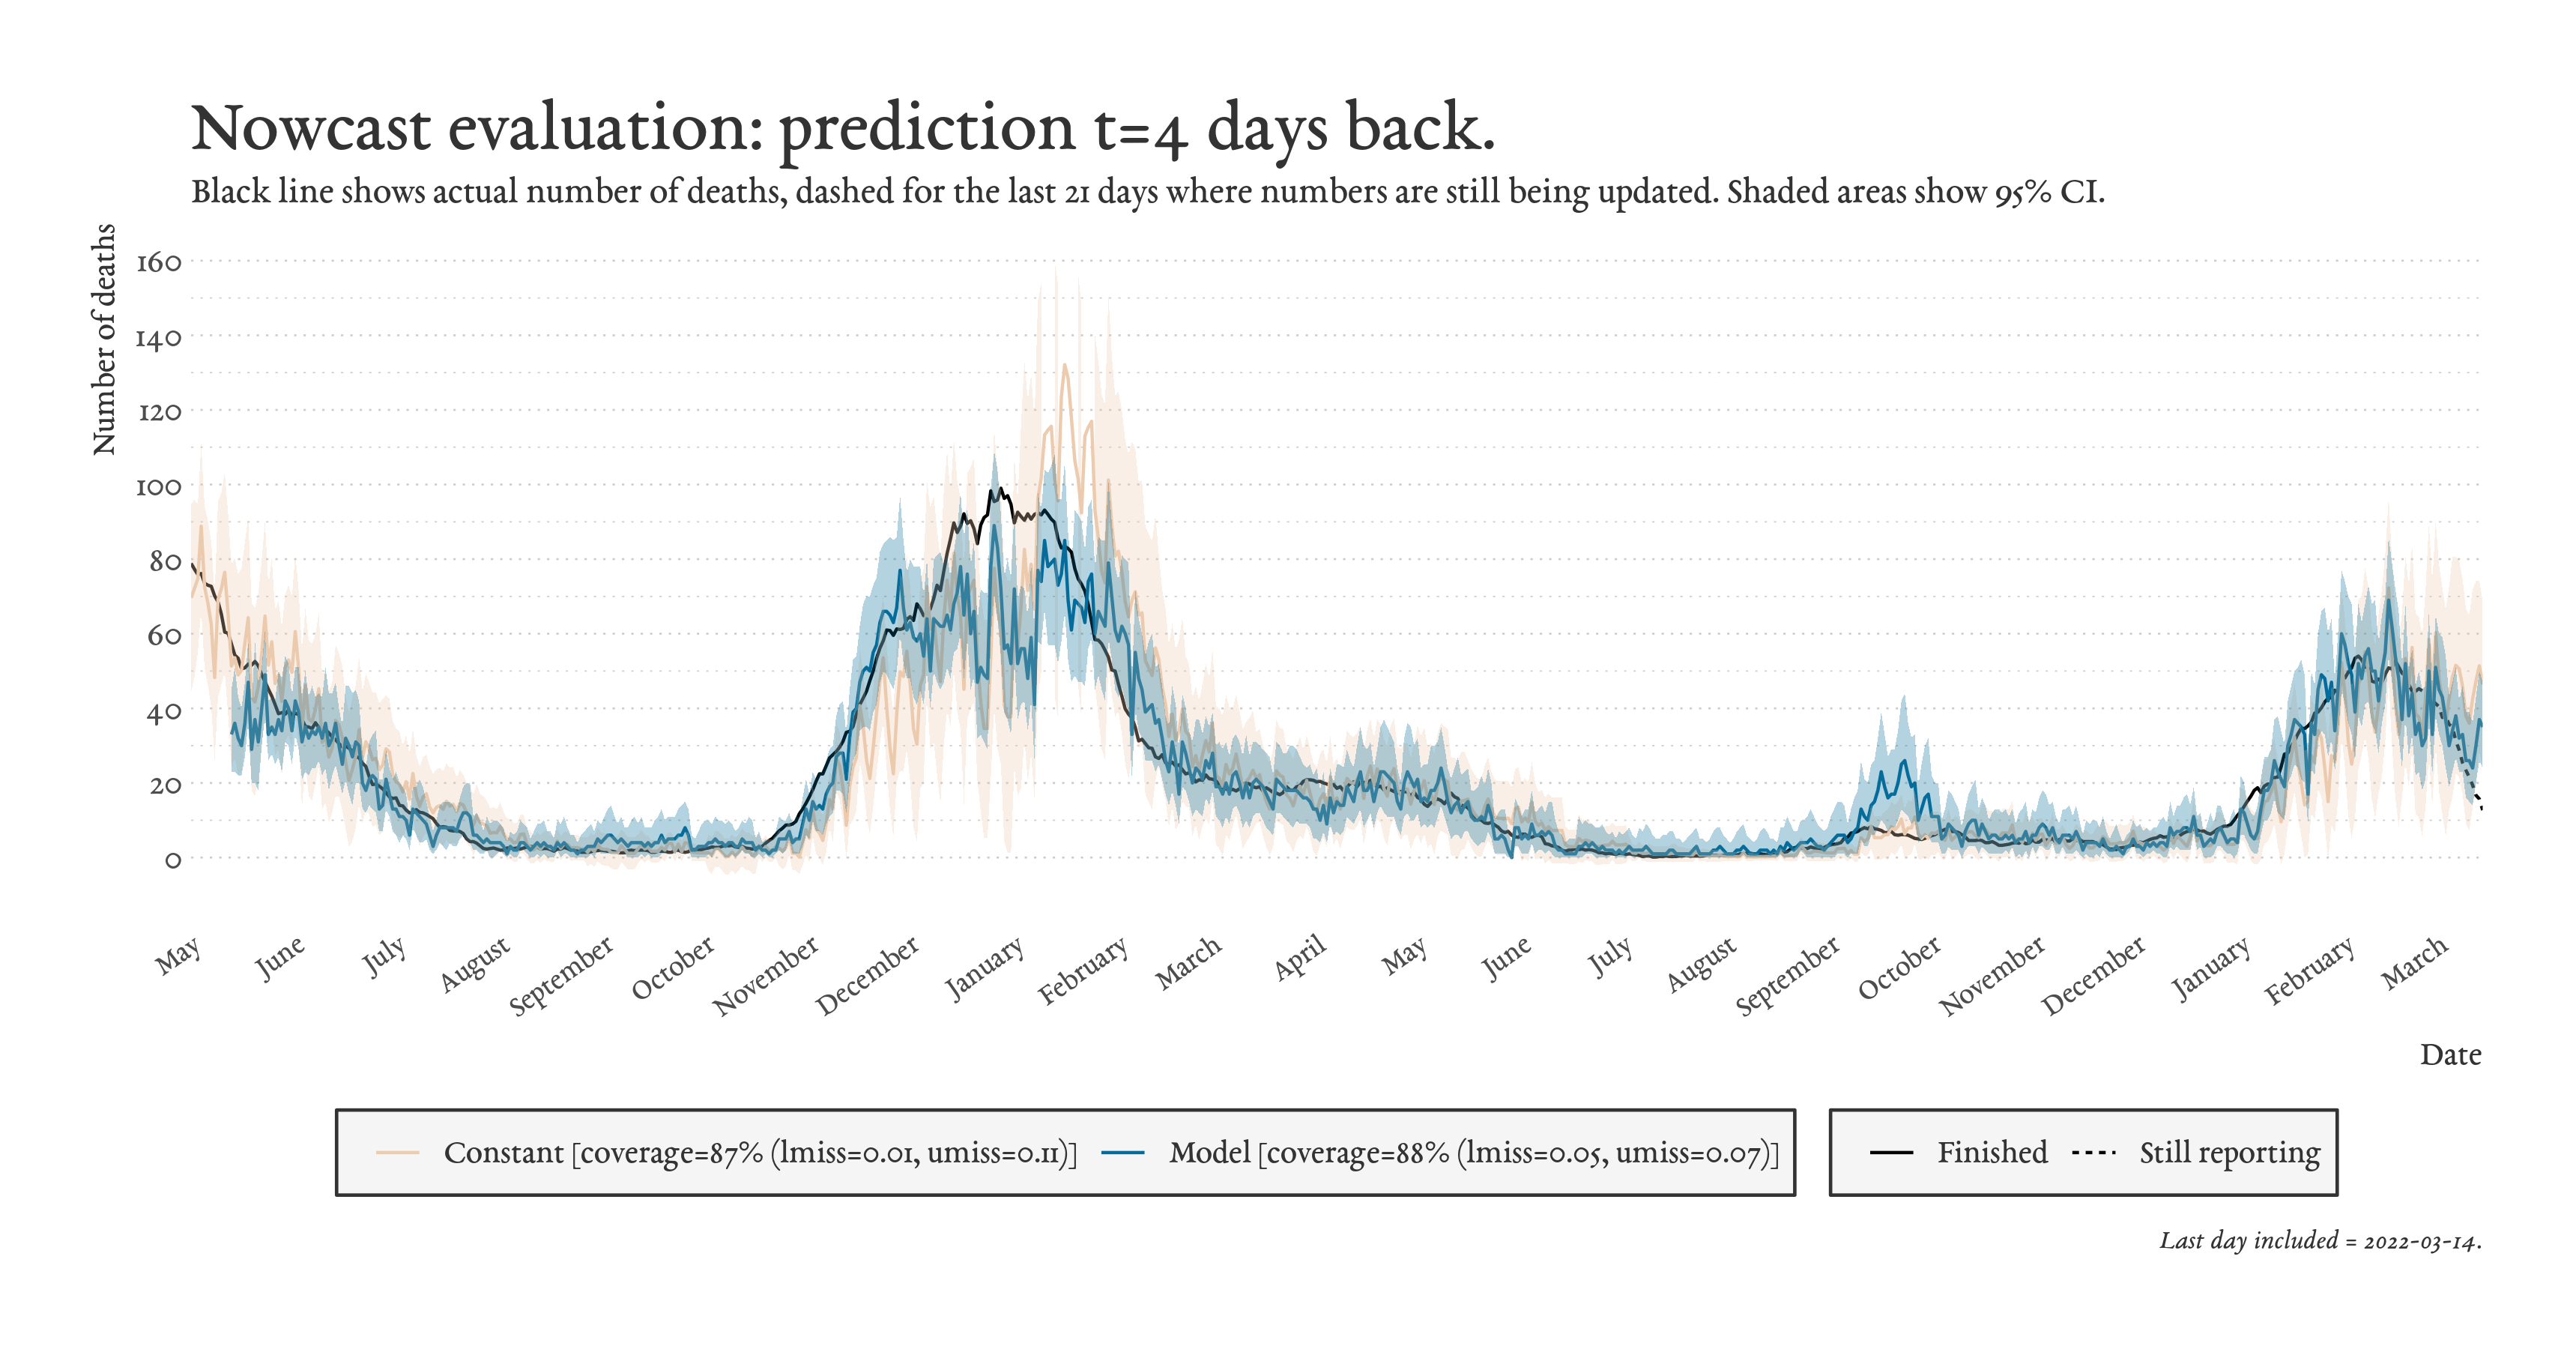 Nowcast evaluation: prediction t=4 days back.
Black line shows actual number of deaths, dashed for the last 21 days where numbers are still being updated. Shaded areas show 95% CI.
Number of deaths
160
140
120
100
80
60
40
20
0
May
June
July
August
September
October
November
December
January
February
March
April
May
June
July
August
September
October
November
December
January
February
March
Date
Constant [coverage=87% (lmiss=0.01, umiss=0.11)]
Model [coverage=88% (lmiss=0.05, umiss=0.07)]
Finished
Still reporting
Last day included = 2022-03-14.